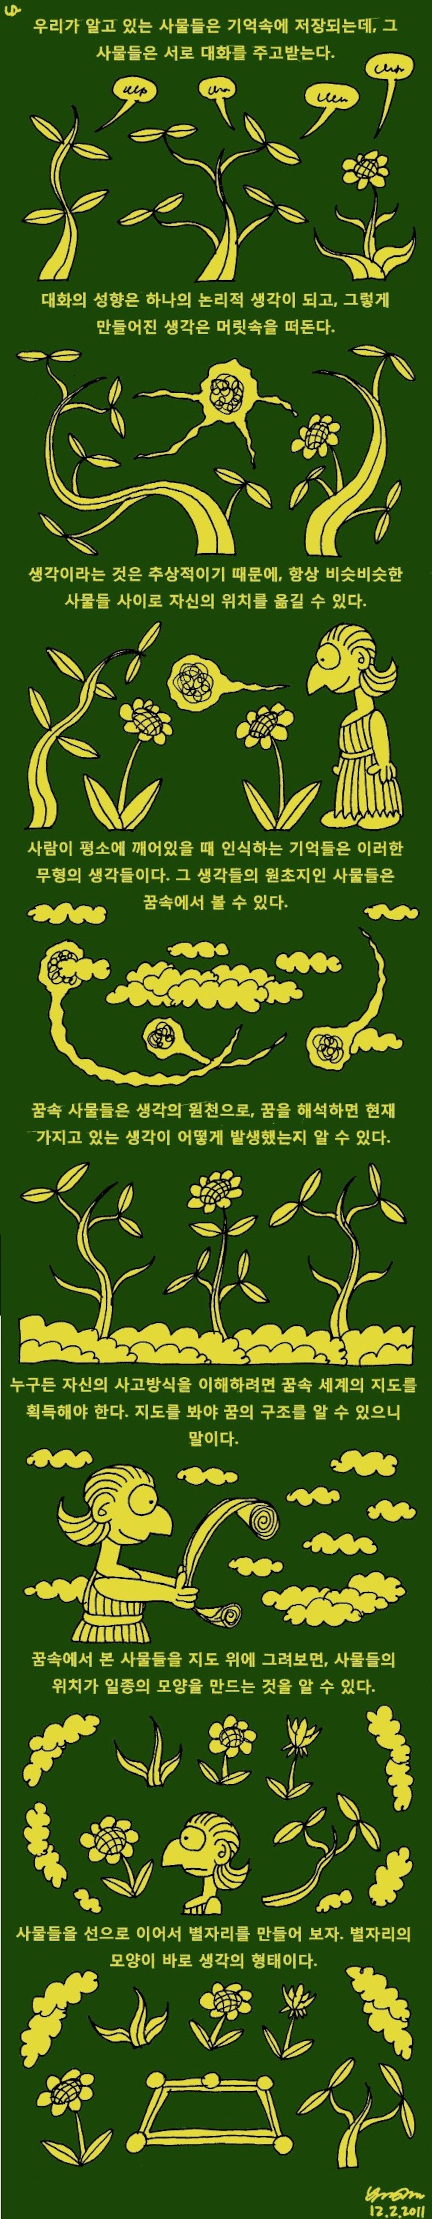 우리가 알고 있는 사물들은 기억속에 저장되는데, 그
사물들은 서로 대화를 주고받는다.
대화의 성향은 하나의 논리적 생각이 되고, 그렇게
만들어진 생각은 머릿속을 떠돈다.
생각이라는 것은 추상적이기 때문에, 항상 비슷비슷한
사물들 사이로 자신의 위치를 옮길 수 있다.
사람이 평소에 깨어있을 때 인식하는 기억들은 이러한
무형의 생각들이다. 그 생각들의 원초지인 사물들은
꿈속에서 볼 수 있다.
꿈속 사물들은 생각의 원천으로, 꿈을 해석하면 현재
가지고 있는 생각이 어떻게 발생했는지 알 수 있다.
누구든 자신의 사고방식을 이해하려면 꿈속 세계의 지도를
획득해야 한다. 지도를 봐야 꿈의 구조를 알 수 있으니
말이다.
꿈속에서 본 사물들을 지도 위에 그려보면, 사물들의
위치가 일종의 모양을 만드는 것을 알 수 있다.
사물들을 선으로 이어서 별자리를 만들어 보자. 별자리의
모양이 바로 생각의 형태이다.
12.2.2011